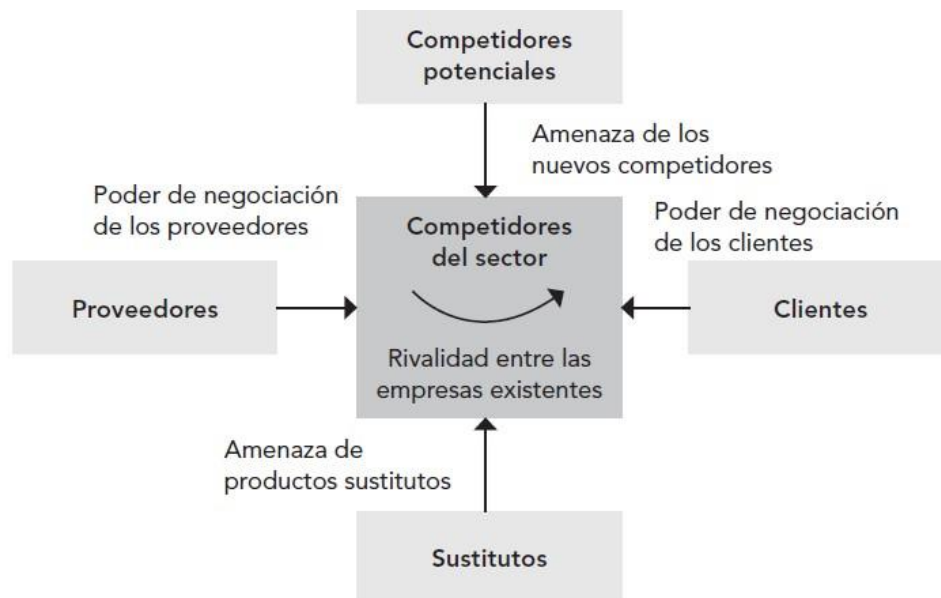 Competidores
potenciales
Amenaza de los
nuevos competidores
Poder de negociación
de los proveedores
Competidores
del sector
Poder de negociación
de los clientes
Proveedores
Clientes
Rivalidad entre las
empresas existentes
Amenaza de
productos sustitutos
Sustitutos